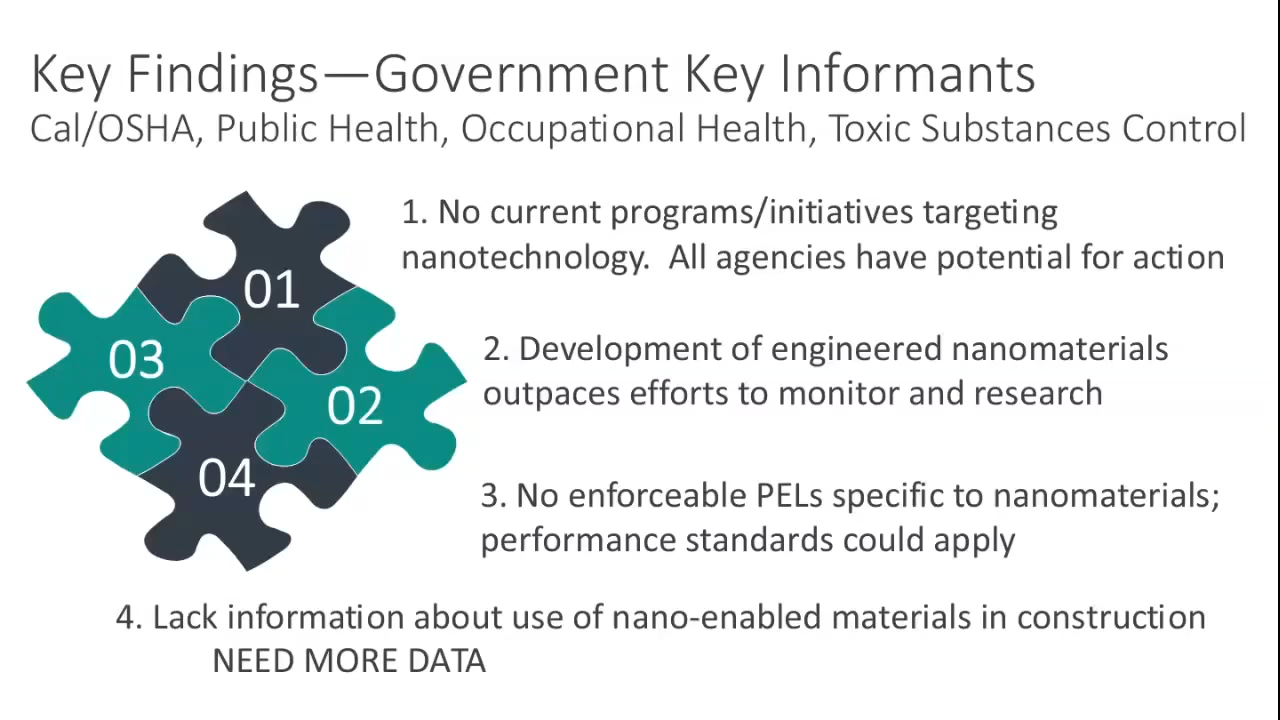 Key Findings—Government Key Informants
Cal/OSHA, Public Health, Occupational Health, Toxic Substances Control
1. No current programs/initiatives targeting
nanotechnology.  All agencies have potential for action
01
2. Development of engineered nanomaterials
outpaces efforts to monitor and research
03
02
04
3. No enforceable PELs specific to nanomaterials;
performance standards could apply
4. Lack information about use of nano-enabled materials in construction
NEED MORE DATA